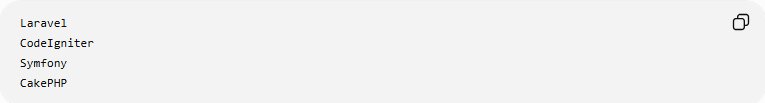 Laravel
CodeIgniter
Symfony
CakePHP